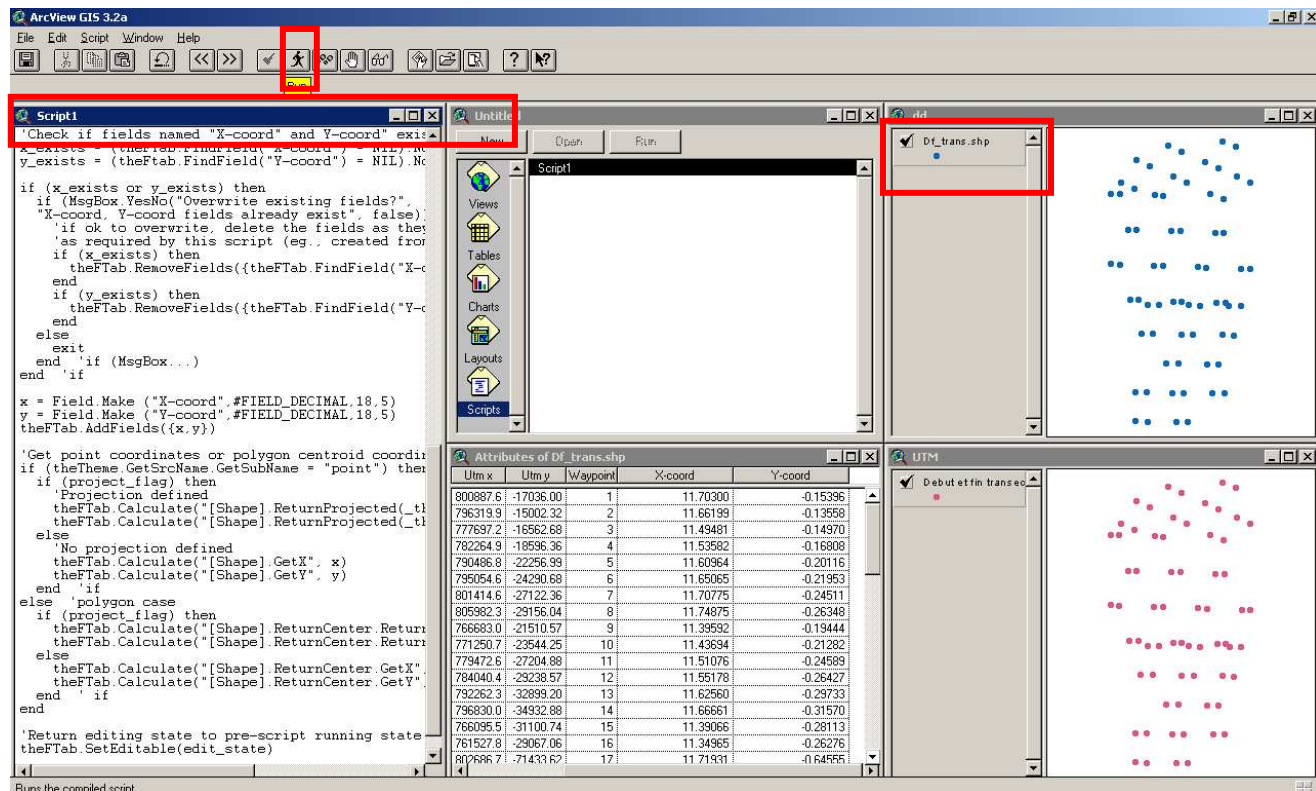 ArcView GIS 3.2a
File Edit Script Window Help
Run
Script1
'Check if fields named "X-coord" and Y-coord" exis
x_exists = (theFtab.FindField("X-coord") = NIL).No
y_exists = (theFtab.FindField("Y-coord") = NIL).No
if (x_exists or y_exists) then
if (MsgBox.YesNo("Overwrite existing fields?",
"X-coord, Y-coord fields already exist", false))
'if ok to overwrite, delete the fields as they
'as required by this script (eg., created from
if (x_exists) then
theFTab.RemoveFields({theFTab.FindField("X-c
end
if (y_exists) then
theFTab.RemoveFields({theFTab.FindField("Y-c
end
else
exit
end 'if (MsgBox...)
end 'if
x = Field.Make ("X-coord",#FIELD_DECIMAL,18,5)
y = Field.Make ("Y-coord",#FIELD_DECIMAL,18,5)
theFTab.AddFields({x,y})
'Get point coordinates or polygon centroid coordin
if (theTheme.GetSrcName.GetSubName = "point") then
if (project_flag) then
'Projection defined
theFTab.Calculate("[Shape].ReturnProjected(_th
theFTab.Calculate("[Shape].ReturnProjected(_th
else
'No projection defined
theFTab.Calculate("[Shape].GetX", x)
theFTab.Calculate("[Shape].GetY", y)
end 'if
else 'polygon case
if (project_flag) then
theFTab.Calculate("[Shape].ReturnCenter.Return
theFTab.Calculate("[Shape].ReturnCenter.Return
else
theFTab.Calculate("[Shape].ReturnCenter.GetX",
theFTab.Calculate("[Shape].ReturnCenter.GetY",
end ' if
end
'Return editing state to pre-script running state
theFTab.SetEditable(edit_state)
Untitled
New Open Run
Script1
Views
Tables
Charts
Layouts
Scripts
Attributes of Df_trans.shp
Utm x Utm y Waypoint X-coord Y-coord
800887.6 -17036.00 1 11.70300 -0.15396
796319.9 -15002.32 2 11.66199 -0.13558
777697.2 -16562.68 3 11.49481 -0.14970
782264.9 -18596.36 4 11.53582 -0.16808
790486.8 -22256.99 5 11.60964 -0.20116
795054.6 -24290.68 6 11.65065 -0.21953
801414.6 -27122.36 7 11.70775 -0.24511
805982.3 -29156.04 8 11.74875 -0.26348
766683.0 -21510.57 9 11.39592 -0.19444
771250.7 -23544.25 10 11.43694 -0.21282
779472.6 -27204.88 11 11.51076 -0.24589
784040.4 -29238.57 12 11.55178 -0.26427
792262.3 -32899.20 13 11.62560 -0.29733
796830.0 -34932.88 14 11.66661 -0.31570
766095.5 -31100.74 15 11.39066 -0.28113
761527.8 -29067.06 16 11.34965 -0.26276
802686.7 -71433.62 17 11.71931 -0.64555
dd
Df_trans.shp
UTM
Debut et fin transec
Runs the compiled script